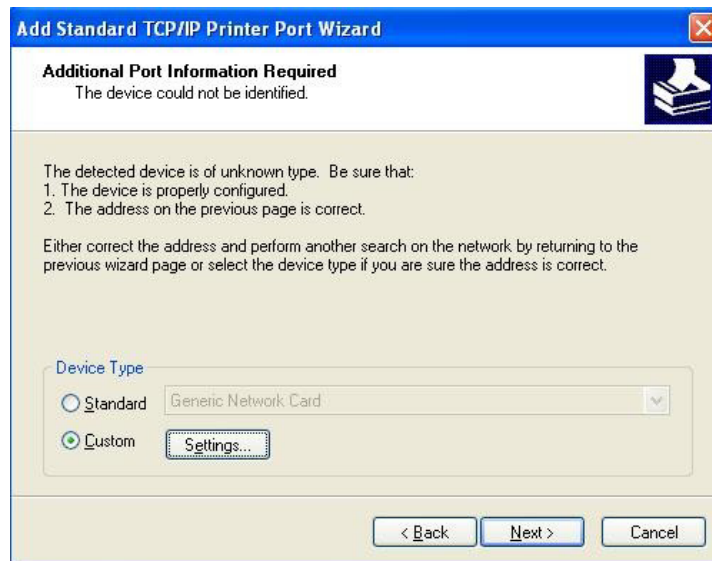 Add Standard TCP/IP Printer Port Wizard
Additional Port Information Required
The device could not be identified.
The detected device is of unknown type. Be sure that:
1. The device is properly configured.
2. The address on the previous page is correct.
Either correct the address and perform another search on the network by returning to the
previous wizard page or select the device type if you are sure the address is correct.
Device Type
Standard
Generic Network Card
Custom
Settings...
< Back
Next >
Cancel